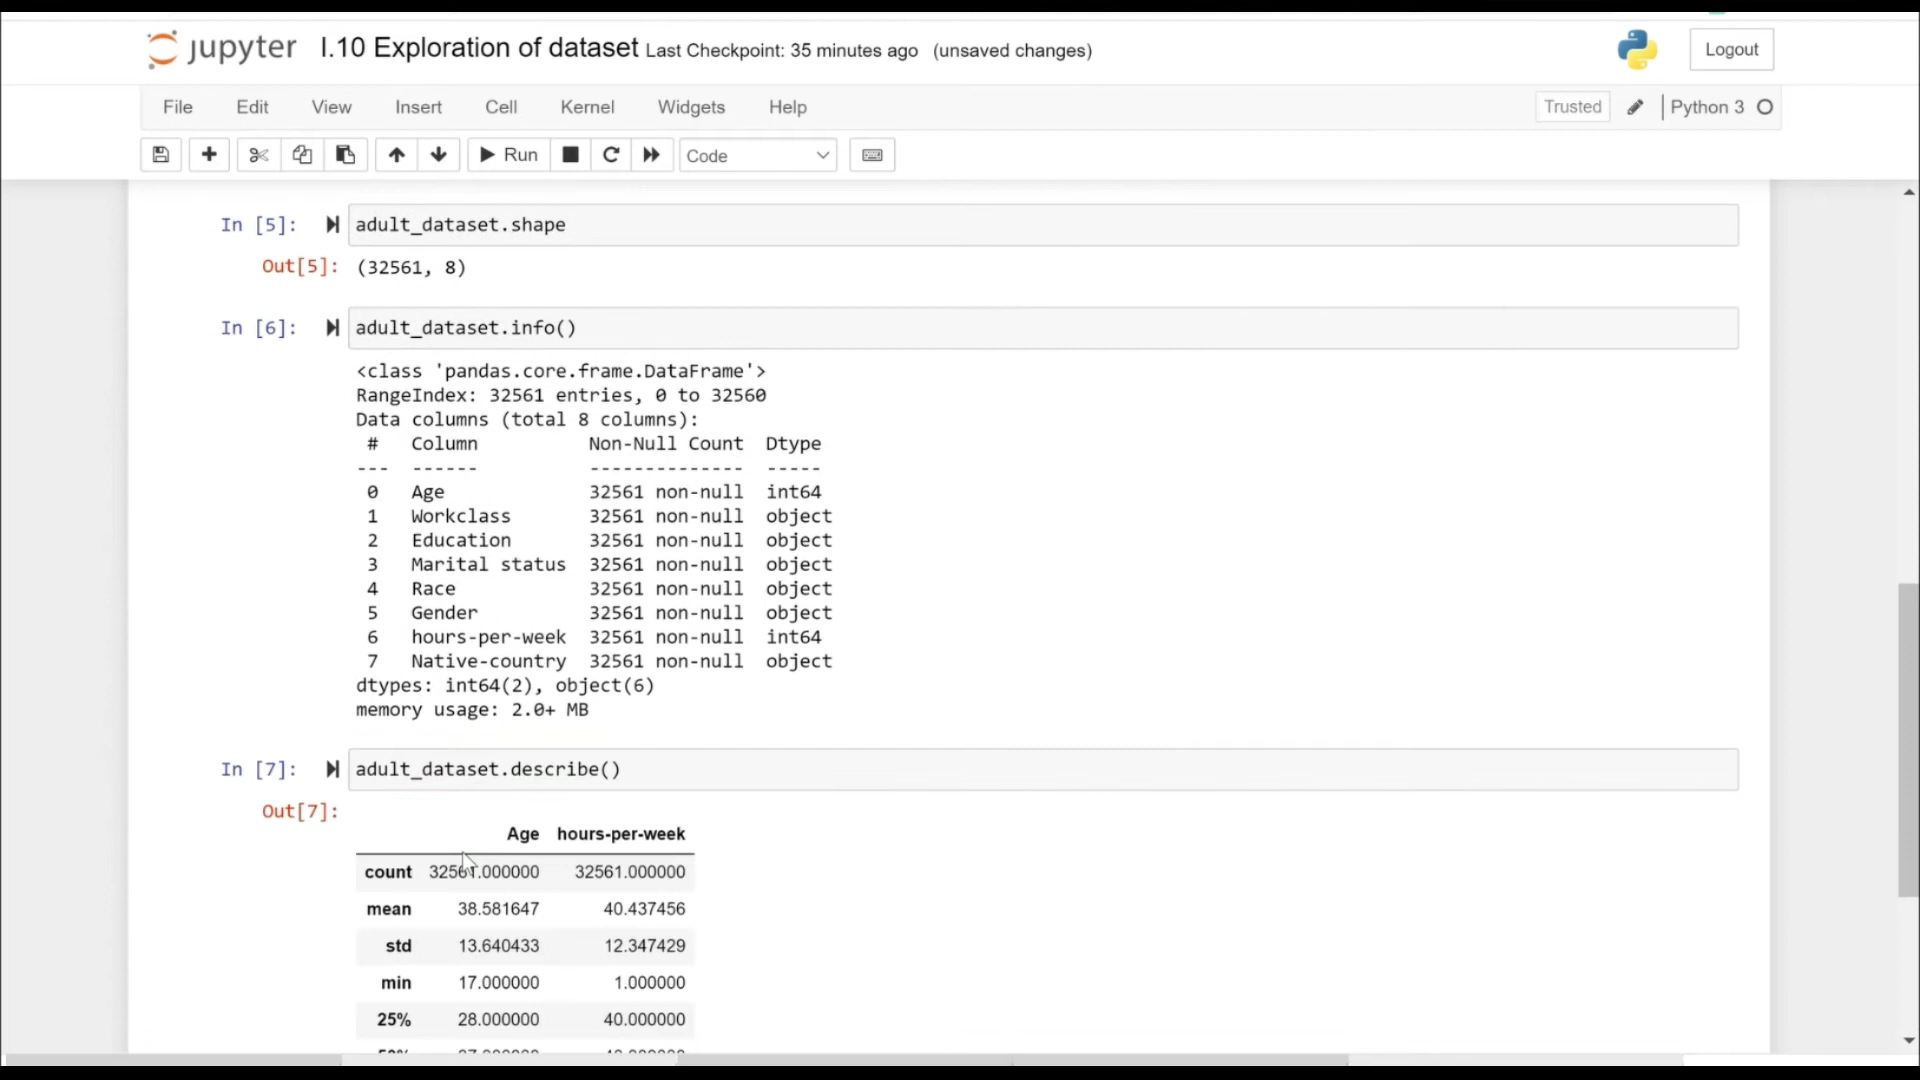 jupyter I.10 Exploration of dataset Last Checkpoint: 35 minutes ago (unsaved changes) Logout
File Edit View Insert Cell Kernel Widgets Help Trusted Python 3
Run Code
In [5]: adult_dataset.shape
Out[5]: (32561, 8)
In [6]: adult_dataset.info()
<class 'pandas.core.frame.DataFrame'>
RangeIndex: 32561 entries, 0 to 32560
Data columns (total 8 columns):
# Column Non-Null Count Dtype
--- ------ -------------- -----
0 Age 32561 non-null int64
1 Workclass 32561 non-null object
2 Education 32561 non-null object
3 Marital status 32561 non-null object
4 Race 32561 non-null object
5 Gender 32561 non-null object
6 hours-per-week 32561 non-null int64
7 Native-country 32561 non-null object
dtypes: int64(2), object(6)
memory usage: 2.0+ MB
In [7]: adult_dataset.describe()
Out[7]:
Age hours-per-week
count 32561.000000 32561.000000
mean 38.581647 40.437456
std 13.640433 12.347429
min 17.000000 1.000000
25% 28.000000 40.000000